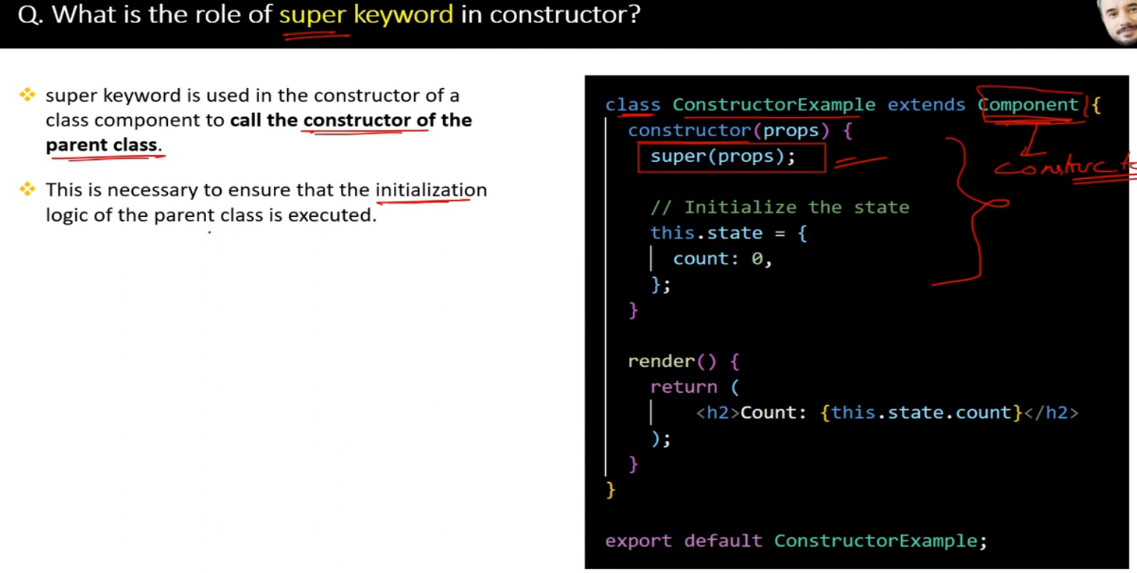 Q. What is the role of super keyword in constructor?
super keyword is used in the constructor of a
class component to call the constructor of the
parent class.
This is necessary to ensure that the initialization
logic of the parent class is executed.
class ConstructorExample extends Component {
constructor(props) {
super(props);
// Initialize the state
this.state = {
count: 0,
};
}
render() {
return (
<h2>Count: {this.state.count}</h2>
);
}
}
export default ConstructorExample;